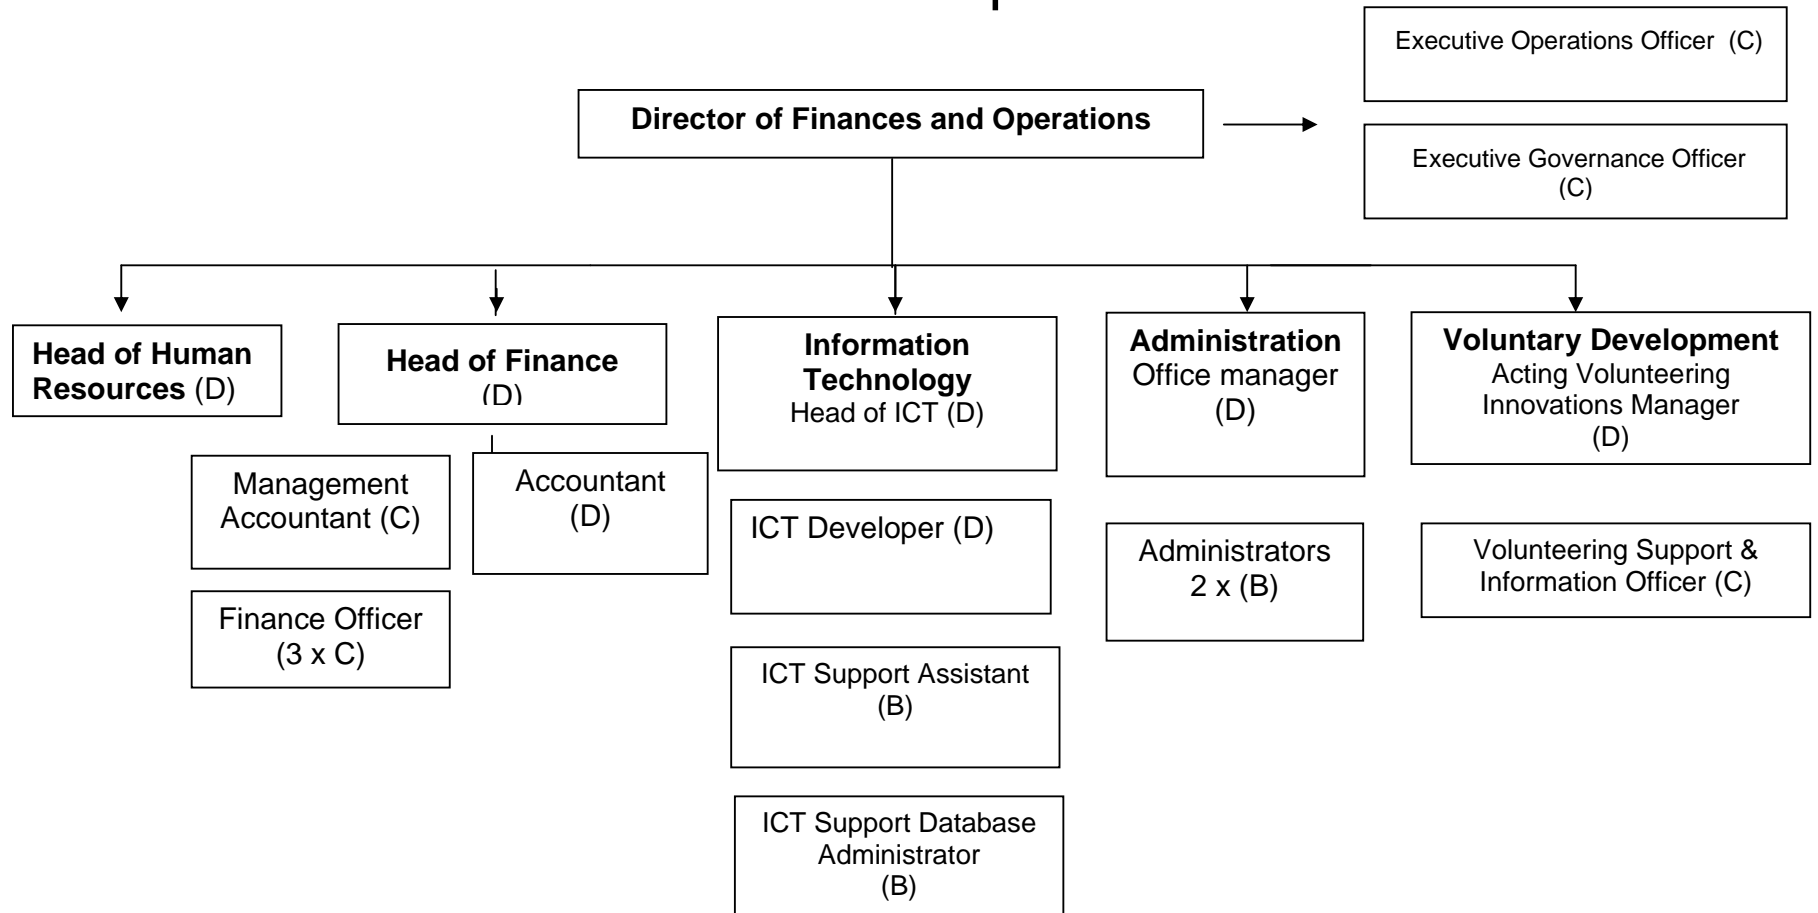 Executive Operations Officer (C)
Director of Finances and Operations
Executive Governance Officer
(C)
Head of Human
Resources (D)
Head of Finance
(D)
Information
Technology
Head of ICT (D)
Administration
Office manager
(D)
Voluntary Development
Acting Volunteering
Innovations Manager
(D)
Management
Accountant (C)
Accountant
(D)
Finance Officer
(3 x C)
ICT Developer (D)
ICT Support Assistant
(B)
ICT Support Database
Administrator
(B)
Administrators
2 x (B)
Volunteering Support &
Information Officer (C)